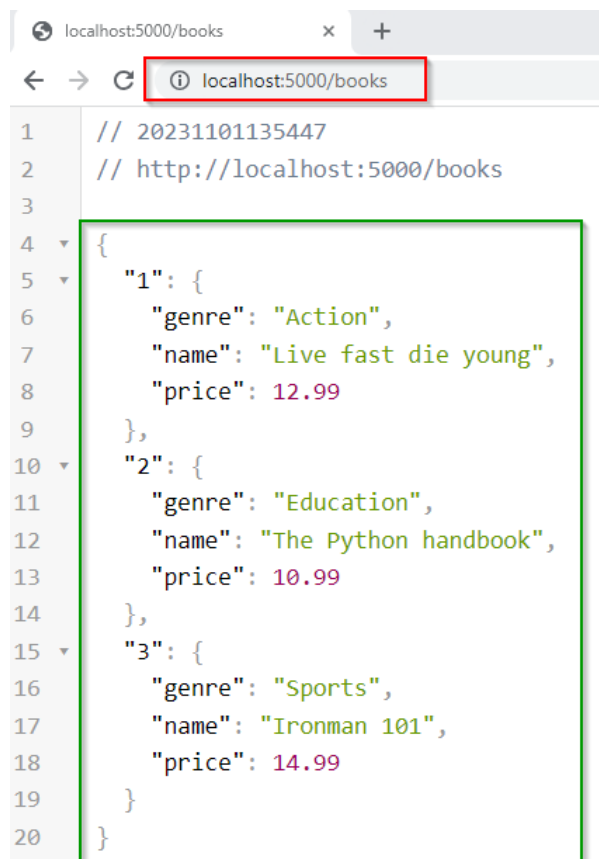 localhost:5000/books
localhost:5000/books
1 // 20231101135447
2 // http://localhost:5000/books
3
4 {
5 "1": {
6 "genre": "Action",
7 "name": "Live fast die young",
8 "price": 12.99
9 },
10 "2": {
11 "genre": "Education",
12 "name": "The Python handbook",
13 "price": 10.99
14 },
15 "3": {
16 "genre": "Sports",
17 "name": "Ironman 101",
18 "price": 14.99
19 }
20 }